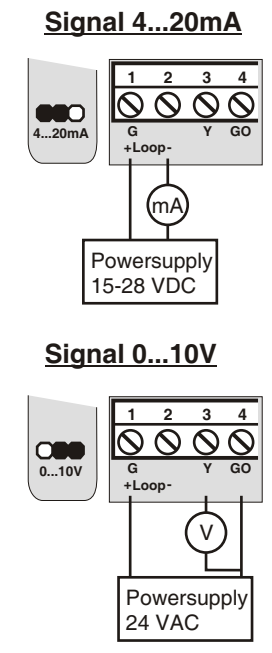 Signal 4...20mA
1 2 3 4
4...20mA
G Y GO
+Loop-
mA
Powersupply
15-28 VDC
Signal 0...10V
1 2 3 4
0...10V
G Y GO
+Loop-
V
Powersupply
24 VAC